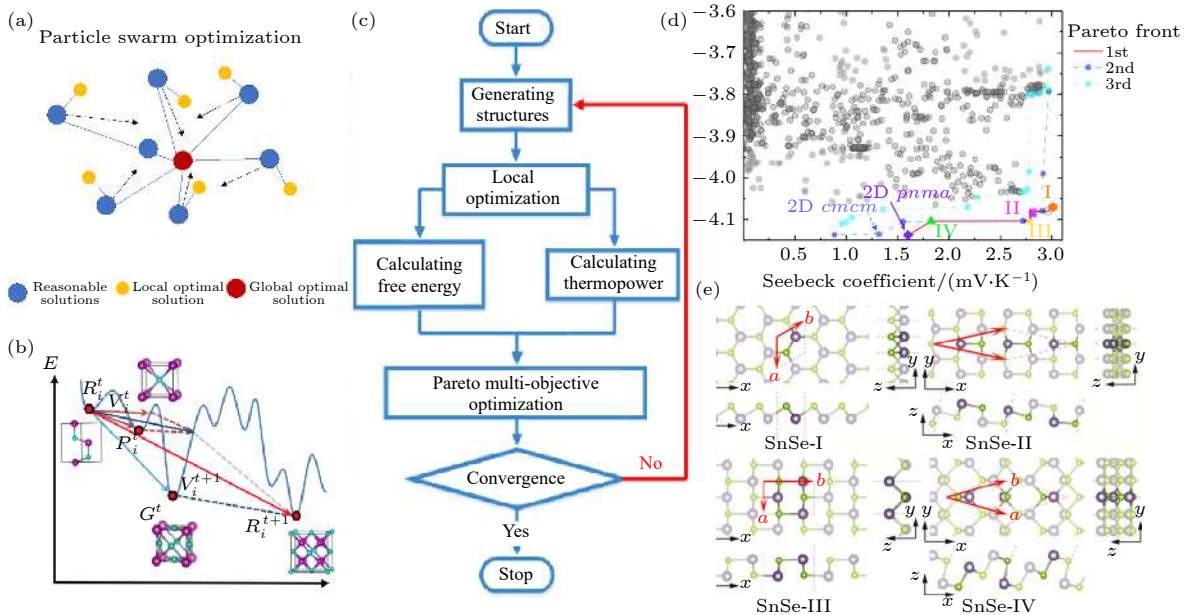 (a)
Particle swarm optimization
Reasonable
solutions
Local optimal
solution
Global optimal
solution
(b)
E
R_i^t
V_i^t
P_i^t
V_i^{t+1}
G^t
R_i^{t+1}
(c)
Start
Generating
structures
Local
optimization
Calculating
free energy
Calculating
thermopower
Pareto multi-objective
optimization
Convergence
No
Yes
Stop
(d)
−3.6
−3.7
−3.8
−3.9
−4.0
−4.1
0.5 1.0 1.5 2.0 2.5 3.0
Seebeck coefficient/(mV·K⁻¹)
2D cmcm
2D pnma
I
II
III
IV
Pareto front
1st
2nd
3rd
(e)
b
a
x
z
y
y
x
z
y
z
x
SnSe-I
SnSe-II
b
a
x
z
y
y
x
b
a
z
y
x
z
x
SnSe-III
SnSe-IV